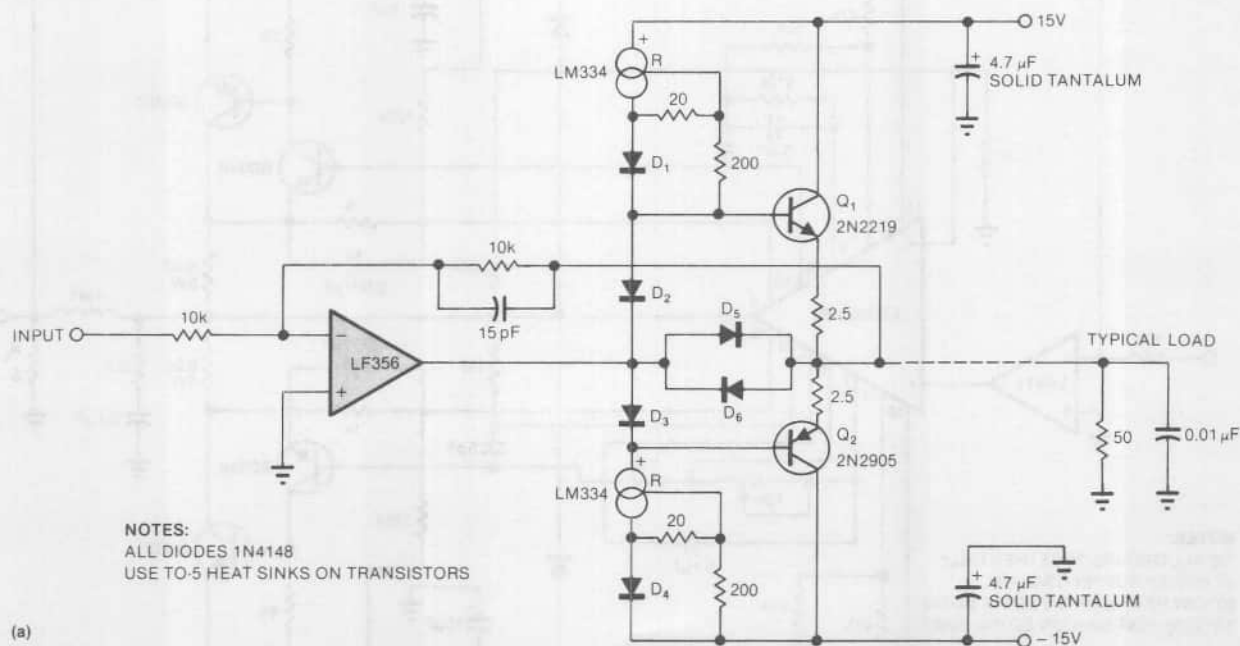 15V
+
R
LM334
+
4.7 µF
SOLID TANTALUM
20
D₁
200
Q₁
2N2219
10k
D₂
2.5
15pF
D₅
INPUT
10k
−
LF356
+
TYPICAL LOAD
D₆
2.5
D₃
Q₂
2N2905
50
0.01 µF
+
R
LM334
20
NOTES:
ALL DIODES 1N4148
USE TO-5 HEAT SINKS ON TRANSISTORS
D₄
200
+
4.7 µF
SOLID TANTALUM
(a)
−15V